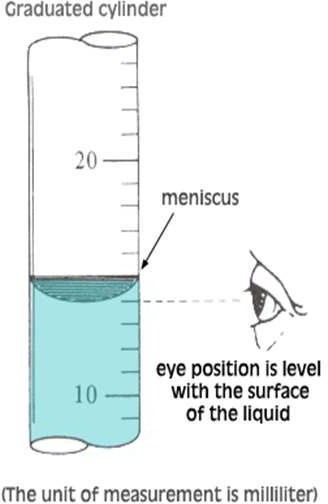 Graduated cylinder
20
meniscus
eye position is level
with the surface
of the liquid
10
(The unit of measurement is milliliter)